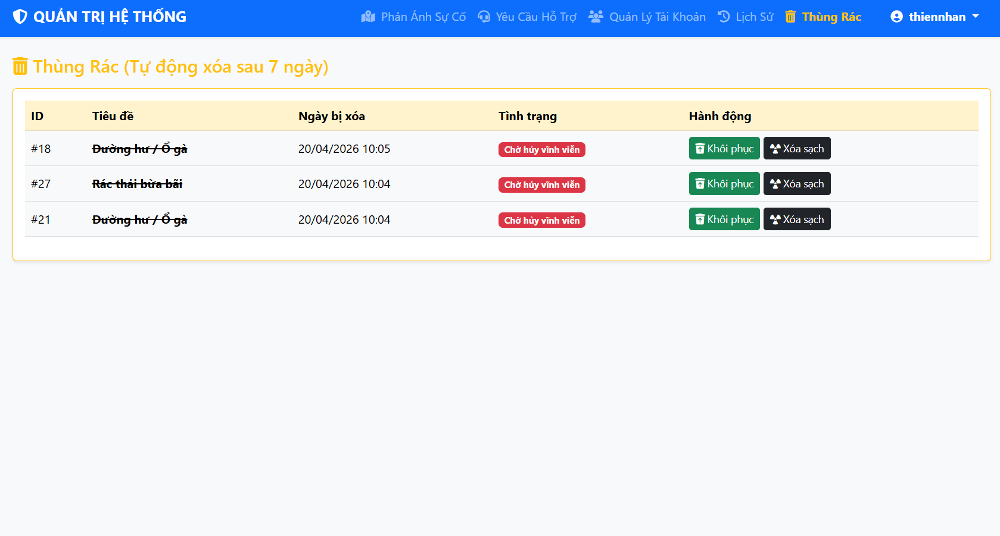 QUẢN TRỊ HỆ THỐNG Phản Ánh Sự Cố Yêu Cầu Hỗ Trợ Quản Lý Tài Khoản Lịch Sử Thùng Rác thiennhan
Thùng Rác (Tự động xóa sau 7 ngày)
ID Tiêu đề Ngày bị xóa Tình trạng Hành động
#18 Đường hư / Ổ gà 20/04/2026 10:05 Chờ hủy vĩnh viễn Khôi phục Xóa sạch
#27 Rác thải bừa bãi 20/04/2026 10:04 Chờ hủy vĩnh viễn Khôi phục Xóa sạch
#21 Đường hư / Ổ gà 20/04/2026 10:04 Chờ hủy vĩnh viễn Khôi phục Xóa sạch